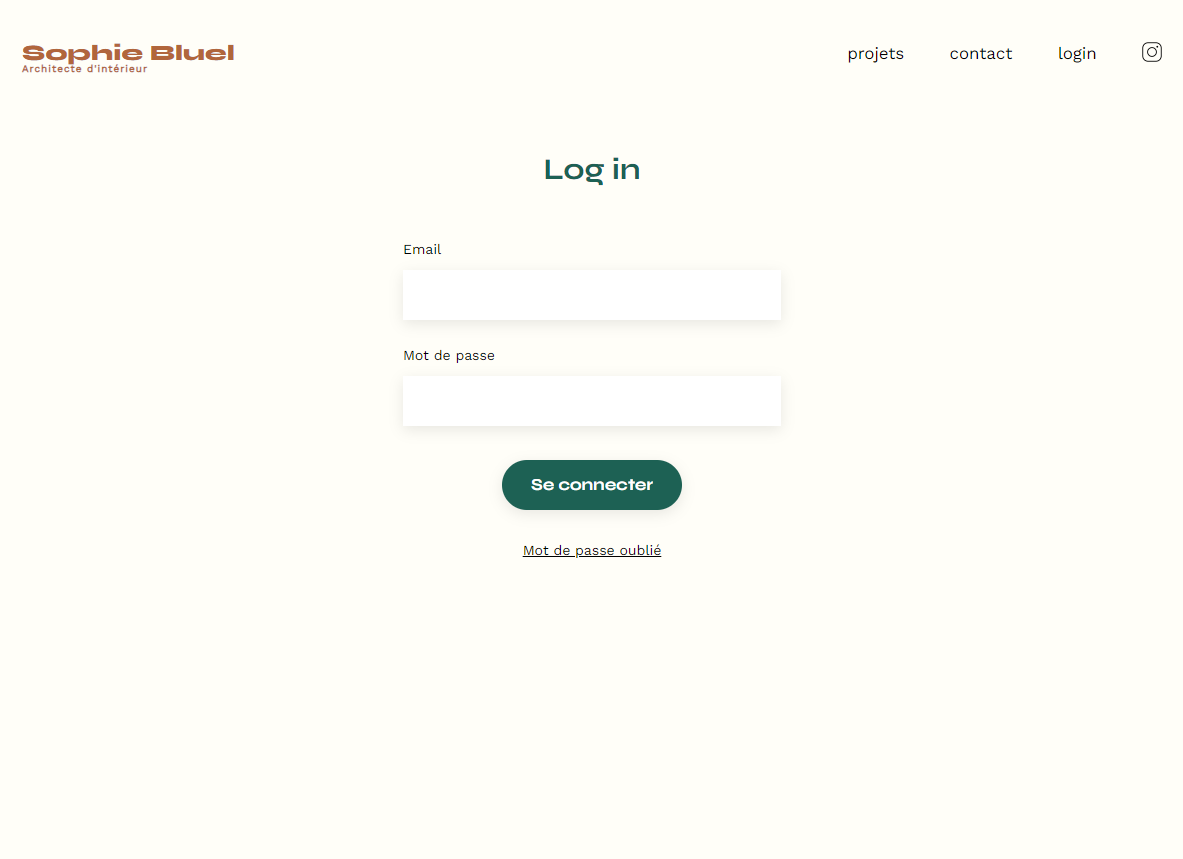 Sophie Bluel
Architecte d'intérieur
projets contact login
Log in
Email
Mot de passe
Se connecter
Mot de passe oublié